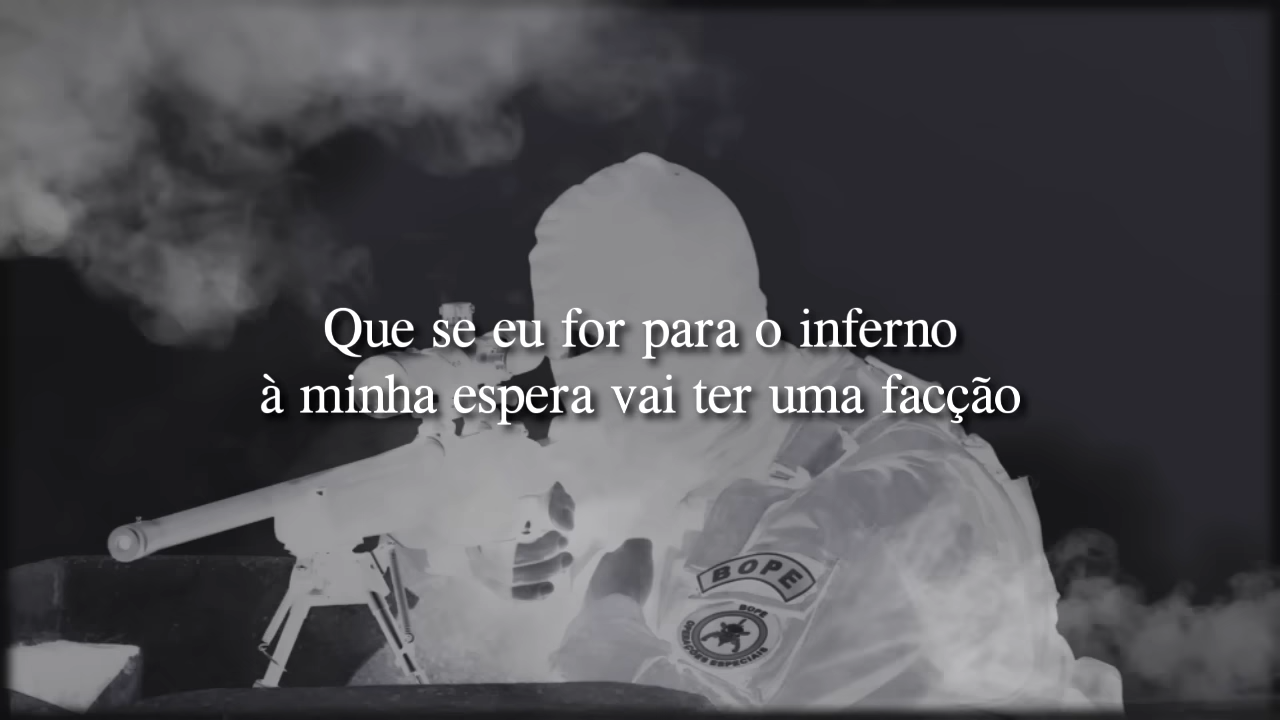 Que se eu for para o inferno
à minha espera vai ter uma facção
BOPE
BOPE
OPERAÇÕES ESPECIAIS